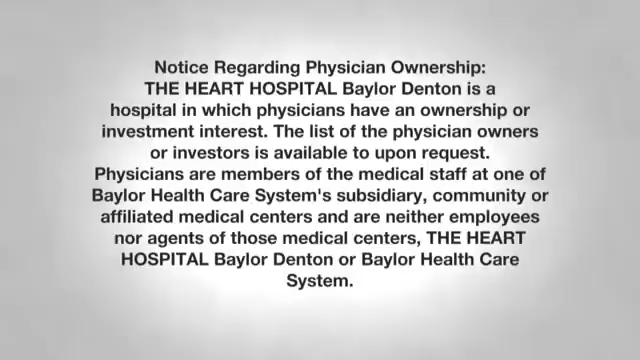 Notice Regarding Physician Ownership:
THE HEART HOSPITAL Baylor Denton is a
hospital in which physicians have an ownership or
investment interest. The list of the physician owners
or investors is available to upon request.
Physicians are members of the medical staff at one of
Baylor Health Care System's subsidiary, community or
affiliated medical centers and are neither employees
nor agents of those medical centers, THE HEART
HOSPITAL Baylor Denton or Baylor Health Care
System.